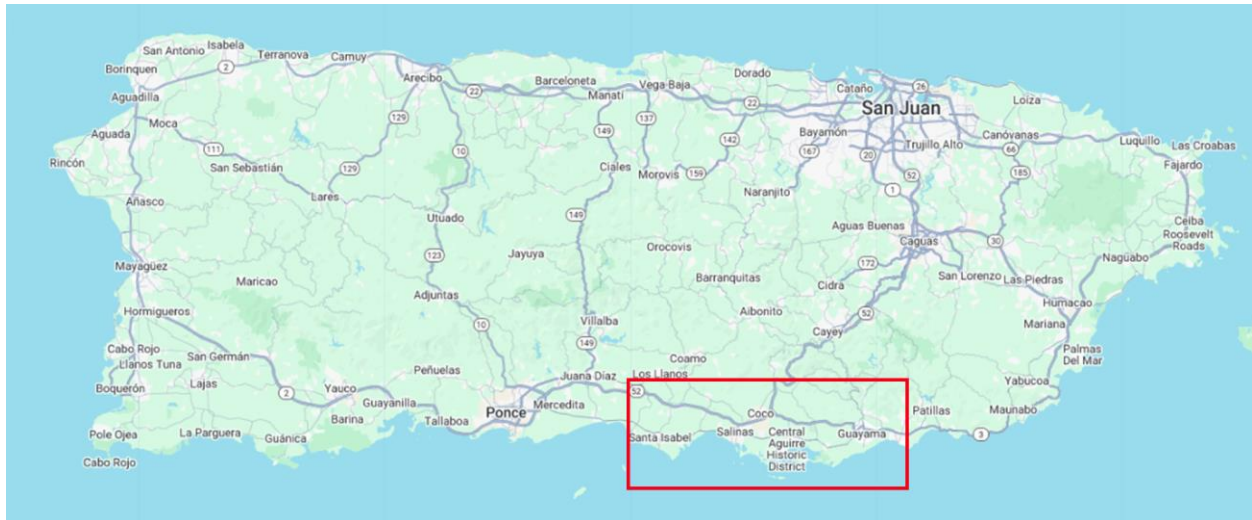 San Antonio
Isabela
Terranova
Camuy
Borinquen
2
Arecibo
Barceloneta
Vega Baja
Dorado
Cataño
26
Aguadilla
22
Manatí
22
San Juan
Loíza
Moca
129
149
137
142
Bayamón
Canóvanas
Aguada
111
10
167
20
Trujillo Alto
66
Luquillo
Las Croabas
Rincón
San Sebastián
129
Ciales
Morovis
159
52
185
Fajardo
Lares
Naranjito
1
Añasco
Utuado
149
Aguas Buenas
Ceiba
Roosevelt
Roads
123
Jayuya
Orocovis
Caguas
30
Naguabo
Mayagüez
Maricao
Barranquitas
172
San Lorenzo
Las Piedras
Adjuntas
Cidra
Humacao
Hormigueros
10
Villalba
Aibonito
52
Cayey
Mariana
Cabo Rojo
Llanos Tuna
San Germán
149
Coamo
Palmas
Del Mar
Boquerón
Lajas
2
Yauco
Peñuelas
Juana Díaz
Los Llanos
Yabucoa
Guayanilla
Ponce
Mercedita
52
Coco
Patillas
Maunabo
Barina
Tallaboa
Pole Ojea
La Parguera
Guánica
Santa Isabel
Salinas
Central
Aguirre
Historic
District
Guayama
3
Cabo Rojo